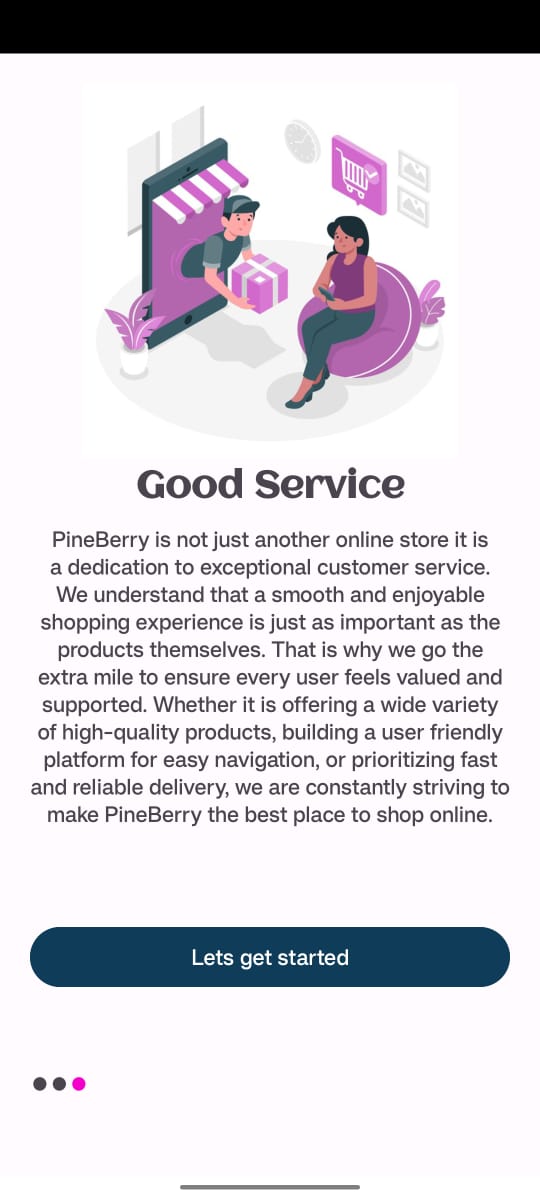 Good Service
PineBerry is not just another online store it is
a dedication to exceptional customer service.
We understand that a smooth and enjoyable
shopping experience is just as important as the
products themselves. That is why we go the
extra mile to ensure every user feels valued and
supported. Whether it is offering a wide variety
of high-quality products, building a user friendly
platform for easy navigation, or prioritizing fast
and reliable delivery, we are constantly striving to
make PineBerry the best place to shop online.
Lets get started